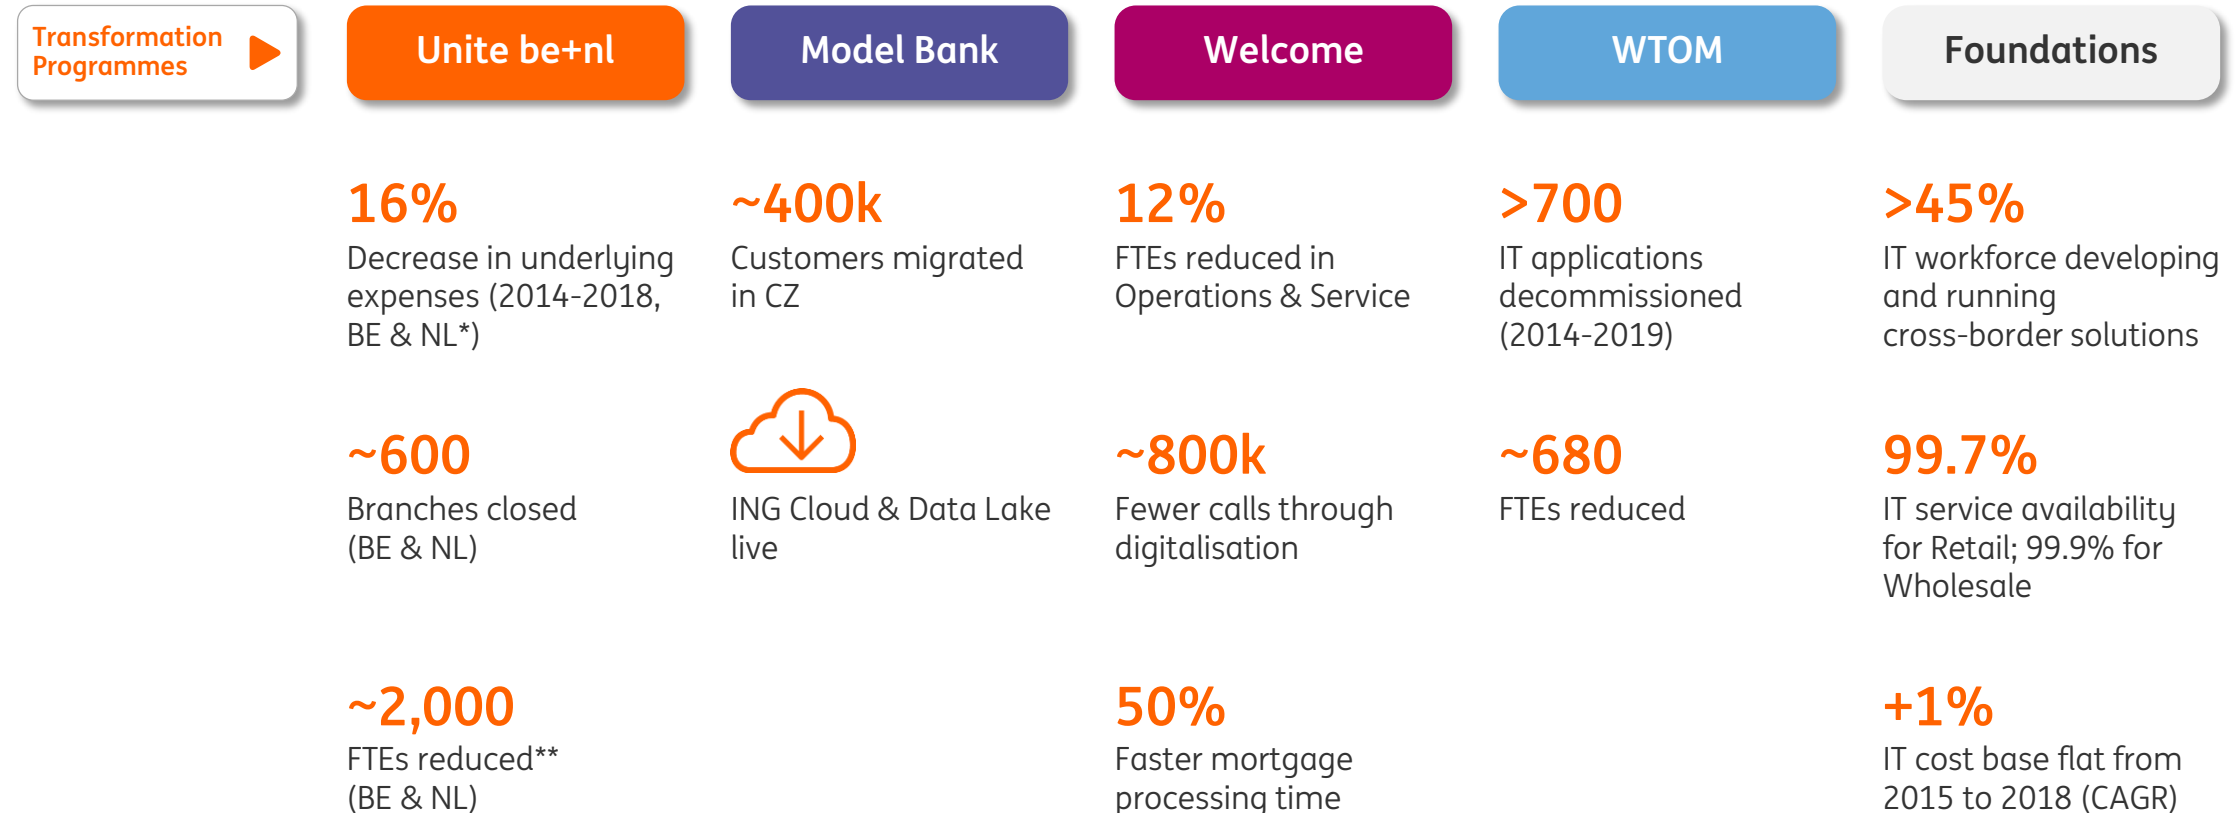 Transformation
Programmes
Unite be+nl
Model Bank
Welcome
WTOM
Foundations
16%
Decrease in underlying
expenses (2014-2018,
BE & NL*)
~600
Branches closed
(BE & NL)
~2,000
FTEs reduced**
(BE & NL)
~400k
Customers migrated
in CZ
ING Cloud & Data Lake
live
12%
FTEs reduced in
Operations & Service
~800k
Fewer calls through
digitalisation
50%
Faster mortgage
processing time
>700
IT applications
decommissioned
(2014-2019)
~680
FTEs reduced
>45%
IT workforce developing
and running
cross-border solutions
99.7%
IT service availability
for Retail; 99.9% for
Wholesale
+1%
IT cost base flat from
2015 to 2018 (CAGR)